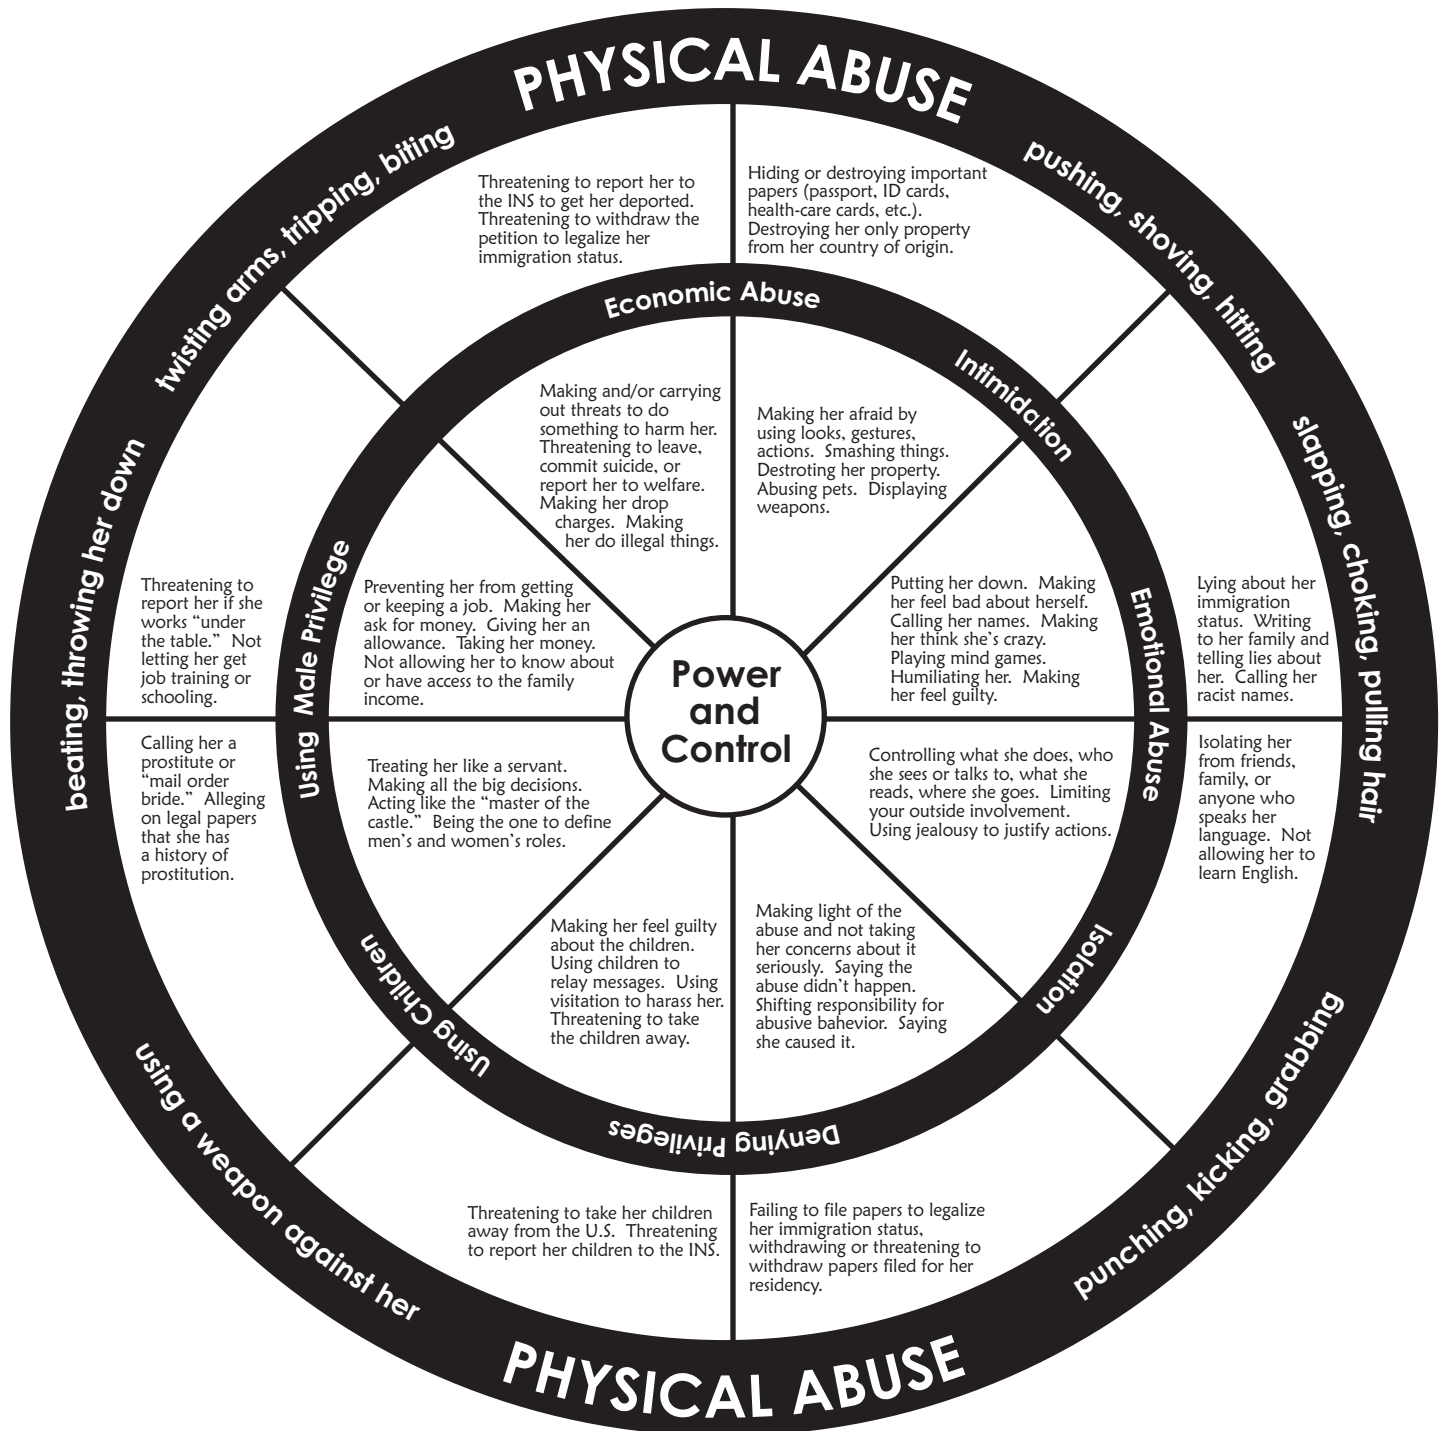 PHYSICAL ABUSE
pushing, shoving, hitting
slapping, choking, pulling hair
punching, kicking, grabbing
PHYSICAL ABUSE
using a weapon against her
beating, throwing her down
twisting arms, tripping, biting
Threatening to report her to
the INS to get her deported.
Threatening to withdraw the
petition to legalize her
immigration status.
Hiding or destroying important
papers (passport, ID cards,
health-care cards, etc.).
Destroying her only property
from her country of origin.
Lying about her
immigration
status. Writing
to her family and
telling lies about
her. Calling her
racist names.
Isolating her
from friends,
family, or
anyone who
speaks her
language. Not
allowing her to
learn English.
Failing to file papers to legalize
her immigration status,
withdrawing or threatening to
withdraw papers filed for her
residency.
Threatening to take her children
away from the U.S. Threatening
to report her children to the INS.
Calling her a
prostitute or
“mail order
bride.” Alleging
on legal papers
that she has
a history of
prostitution.
Threatening to
report her if she
works “under
the table.” Not
letting her get
job training or
schooling.
Economic Abuse
Intimidation
Emotional Abuse
Isolation
Denying Privileges
Using Children
Using Male Privilege
Making and/or carrying
out threats to do
something to harm her.
Threatening to leave,
commit suicide, or
report her to welfare.
Making her drop
charges. Making
her do illegal things.
Making her afraid by
using looks, gestures,
actions. Smashing things.
Destroting her property.
Abusing pets. Displaying
weapons.
Putting her down. Making
her feel bad about herself.
Calling her names. Making
her think she’s crazy.
Playing mind games.
Humiliating her. Making
her feel guilty.
Controlling what she does, who
she sees or talks to, what she
reads, where she goes. Limiting
your outside involvement.
Using jealousy to justify actions.
Making light of the
abuse and not taking
her concerns about it
seriously. Saying the
abuse didn’t happen.
Shifting responsibility for
abusive bahevior. Saying
she caused it.
Making her feel guilty
about the children.
Using children to
relay messages. Using
visitation to harass her.
Threatening to take
the children away.
Treating her like a servant.
Making all the big decisions.
Acting like the “master of the
castle.” Being the one to define
men’s and women’s roles.
Preventing her from getting
or keeping a job. Making her
ask for money. Giving her an
allowance. Taking her money.
Not allowing her to know about
or have access to the family
income.
Power
and
Control